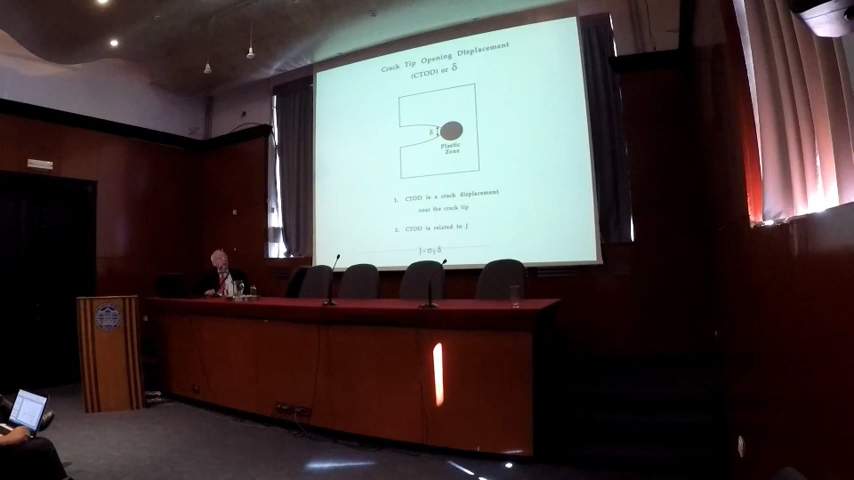 Crack Tip Opening Displacement
(CTOD) or δ
δ
Plastic
Zone
1. CTOD is a crack displacement
near the crack tip
2. CTOD is related to J
J=σyδ